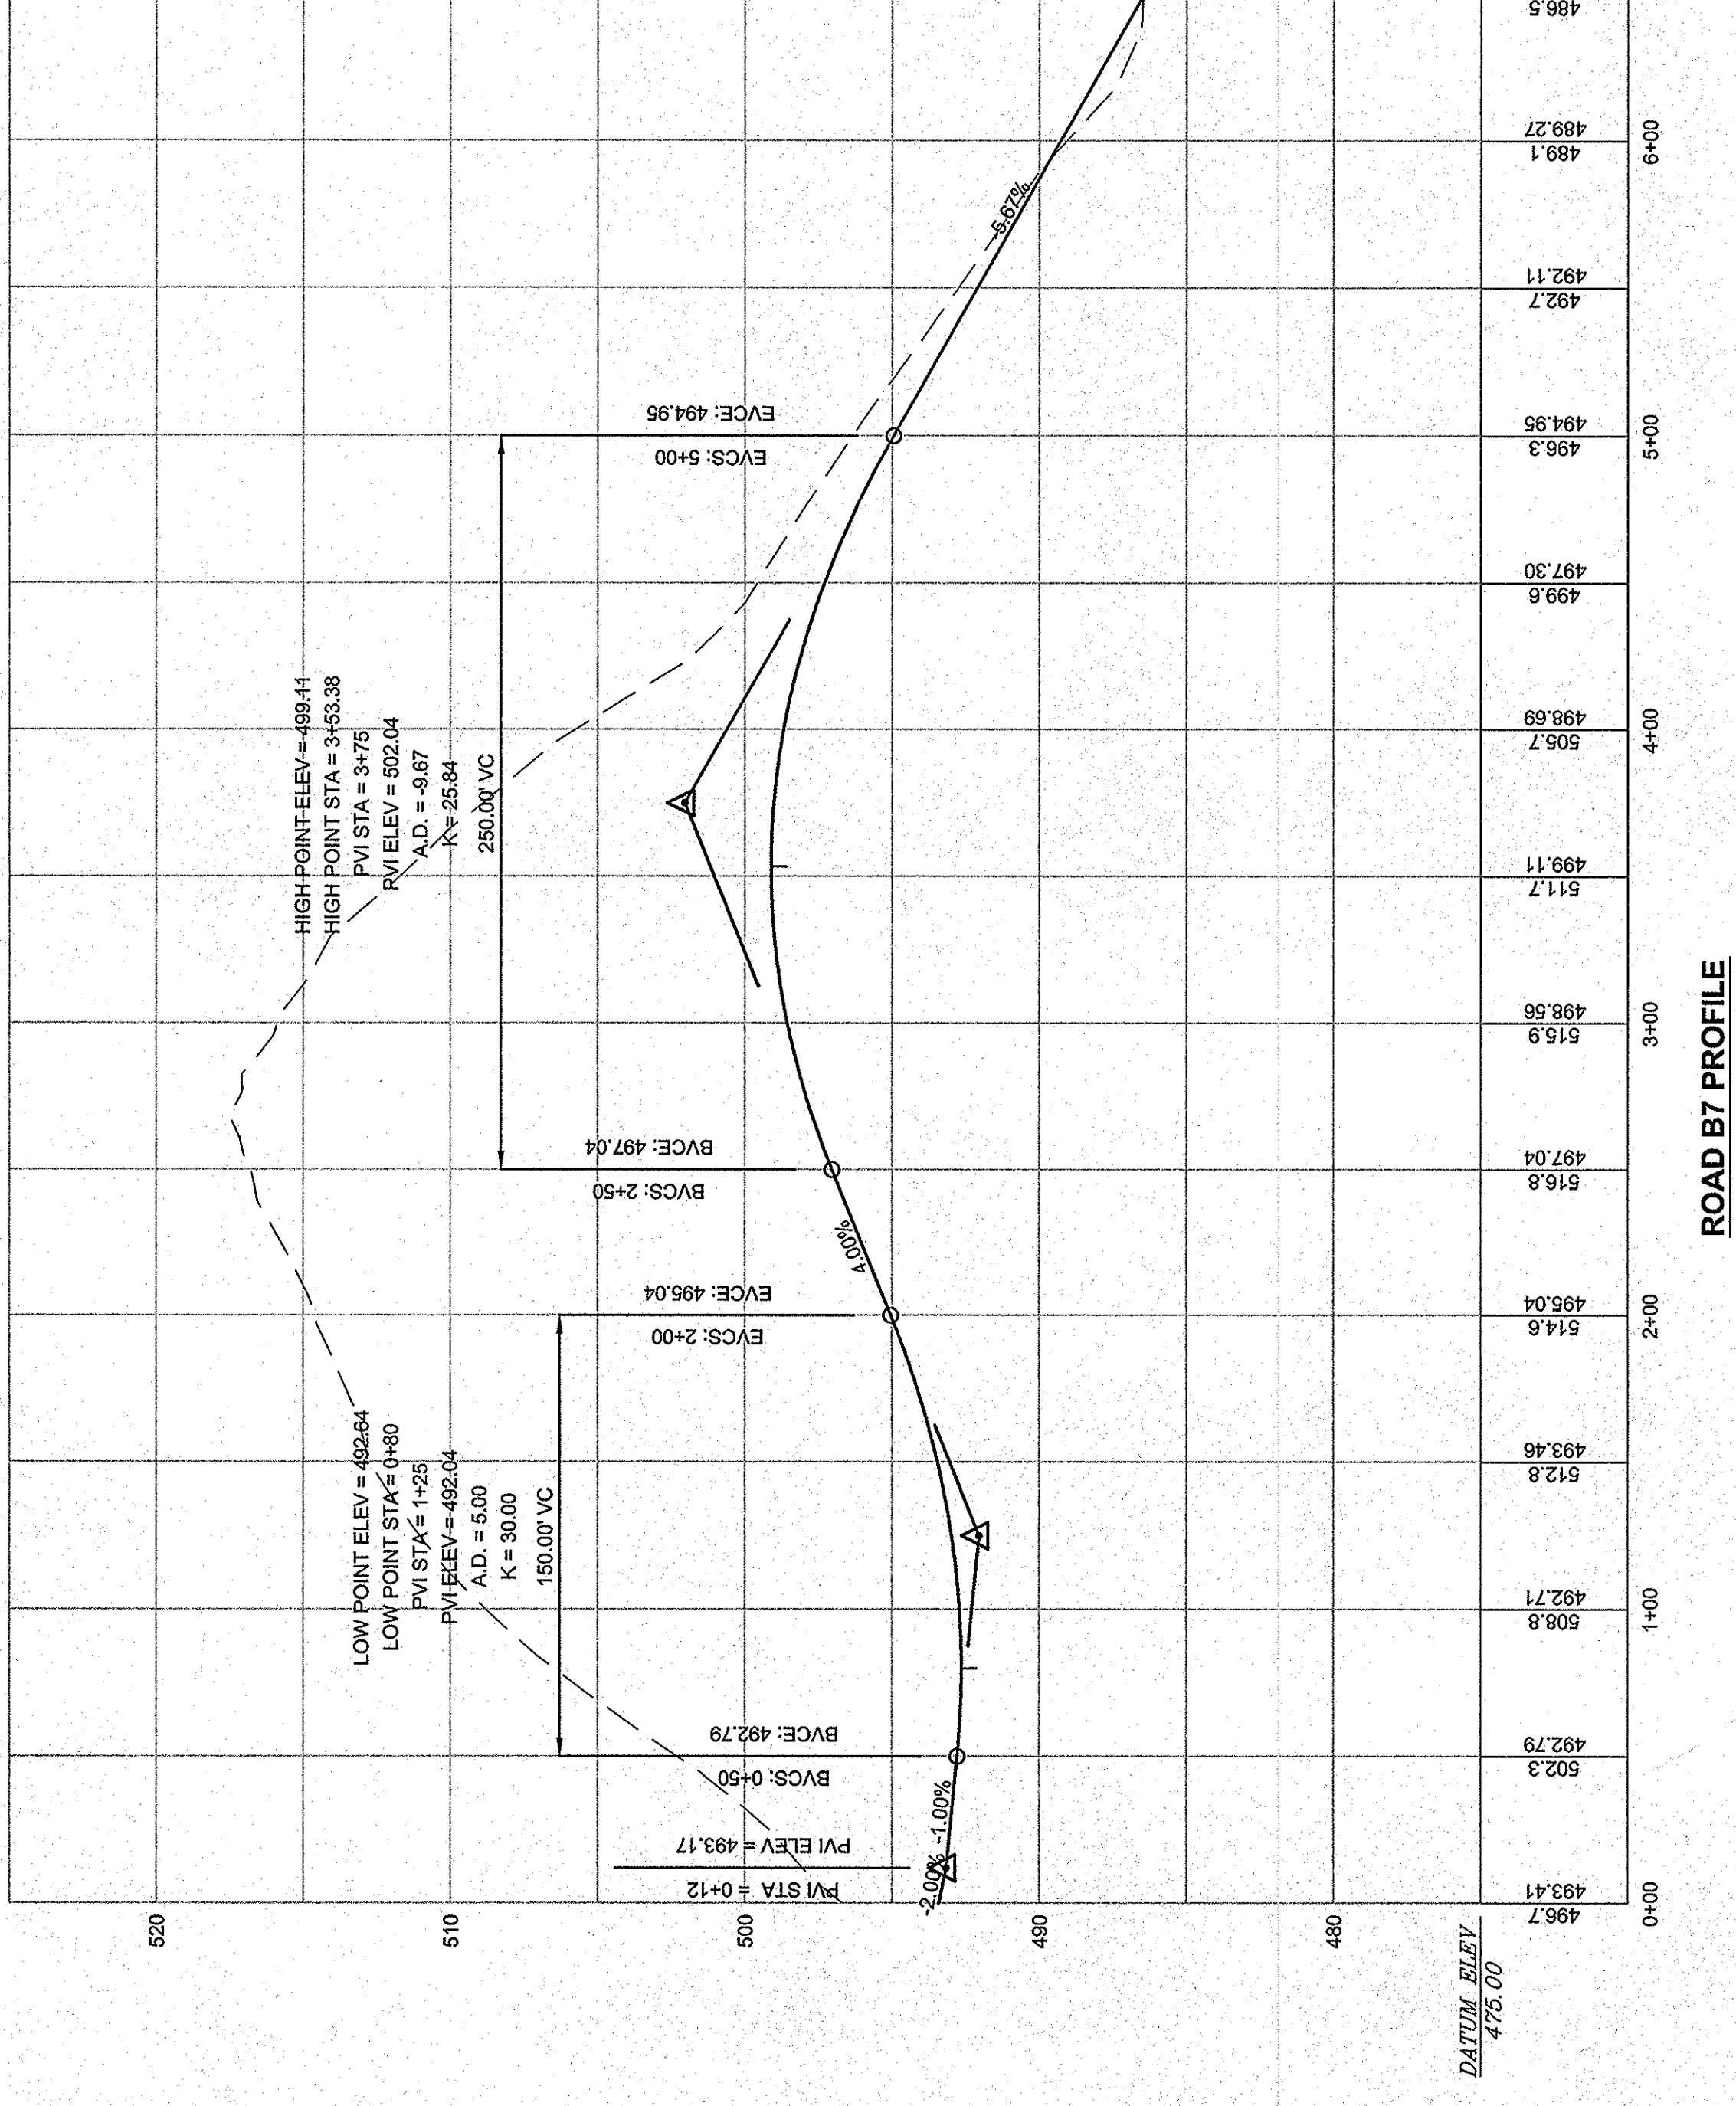 HIGH POINT ELEV = 499.11
HIGH POINT STA = 3+53.38
PVI STA = 3+75
PVI ELEV = 502.04
A.D. = -9.67
K = 25.84
250.00' VC
LOW POINT ELEV = 492.64
LOW POINT STA = 0+80
PVI STA = 1+25
PVI ELEV = 492.04
A.D. = 5.00
K = 30.00
150.00' VC
PVI STA = 0+12
PVI ELEV = 493.17
BVCS: 0+50
BVCE: 492.79
EVCS: 2+00
EVCE: 495.04
BVCS: 2+50
BVCE: 497.04
EVCS: 5+00
EVCE: 494.95
-2.00%
-1.00%
4.00%
-5.67%
520
510
500
490
480
DATUM ELEV
475.00
496.7
493.41
502.3
492.79
508.8
492.71
512.8
493.46
514.6
495.04
516.8
497.04
515.9
498.56
511.7
499.11
505.7
498.69
499.6
497.30
496.3
494.95
492.7
492.11
489.1
489.27
486.5
0+00
1+00
2+00
3+00
4+00
5+00
6+00
ROAD B7 PROFILE